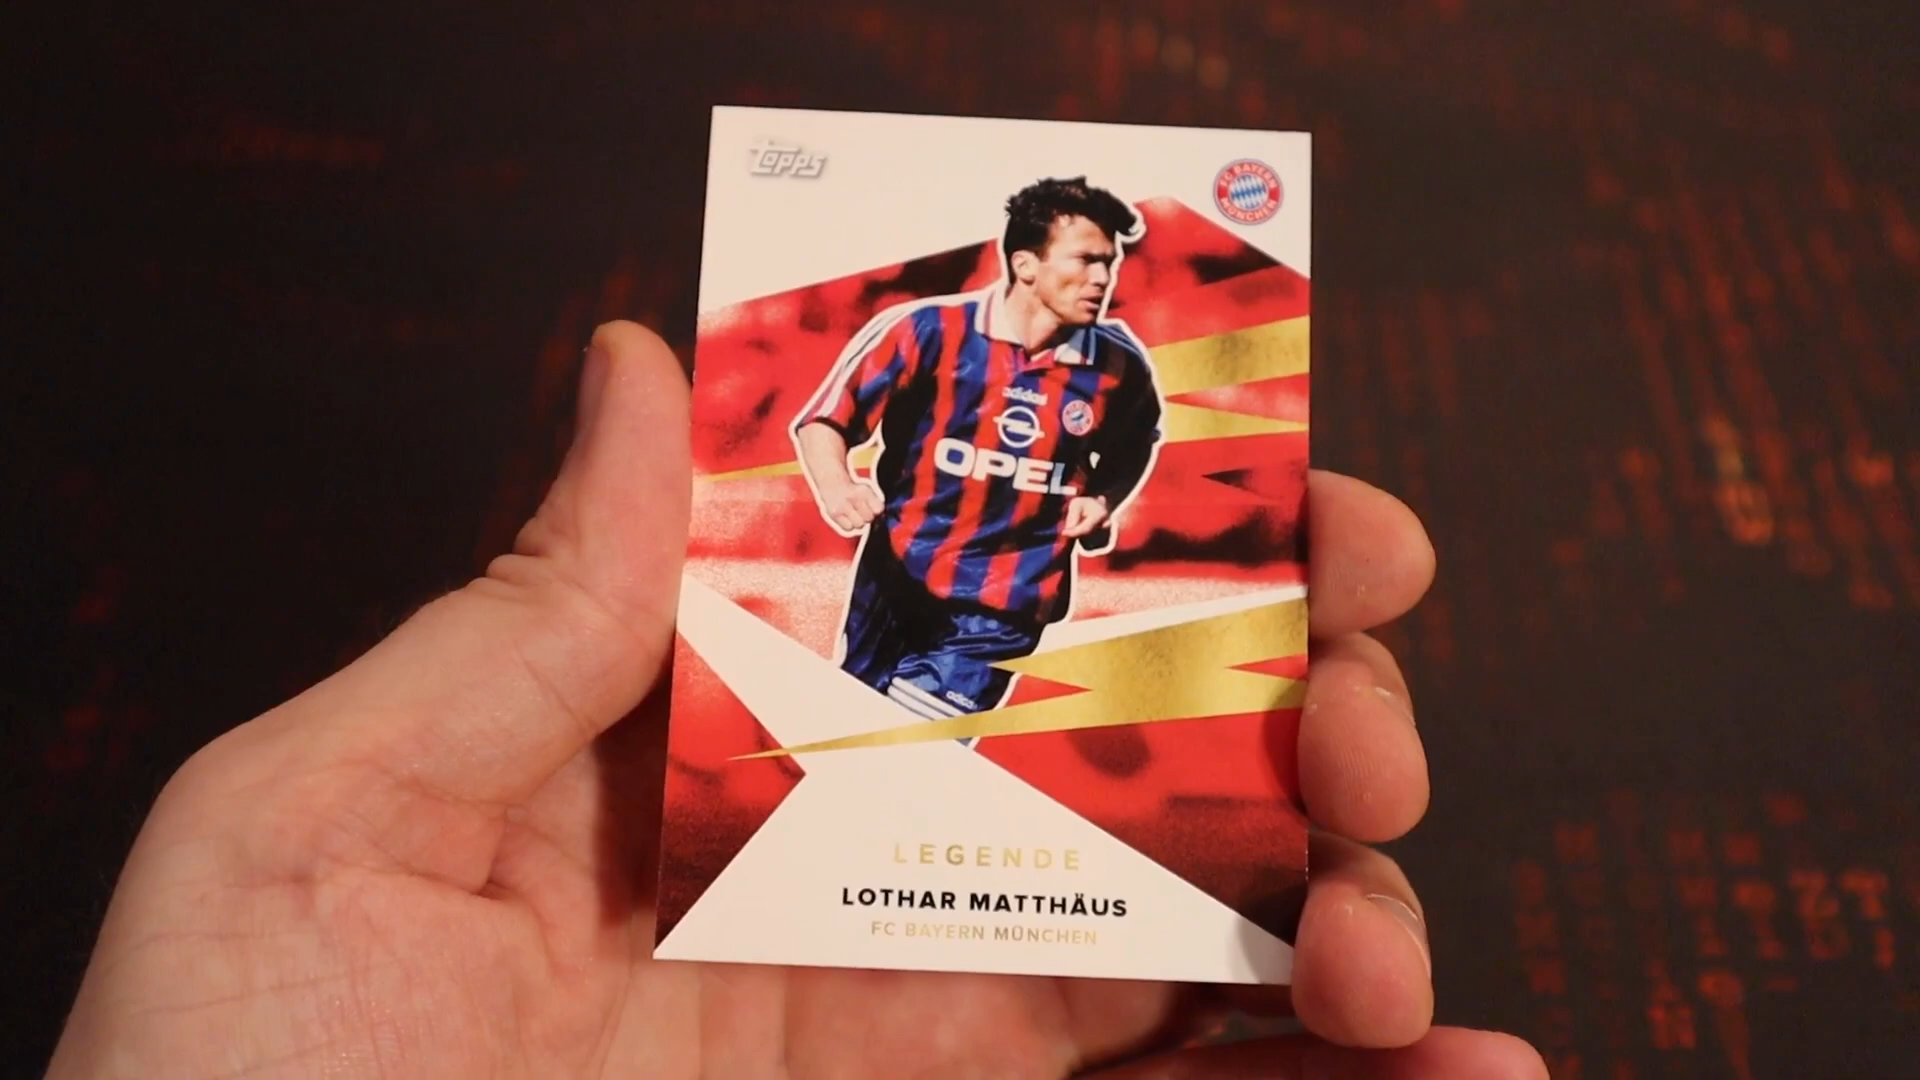 Topps
FC BAYERN
MÜNCHEN
adidas
OPEL
adidas
LEGENDE
LOTHAR MATTHÄUS
FC BAYERN MÜNCHEN